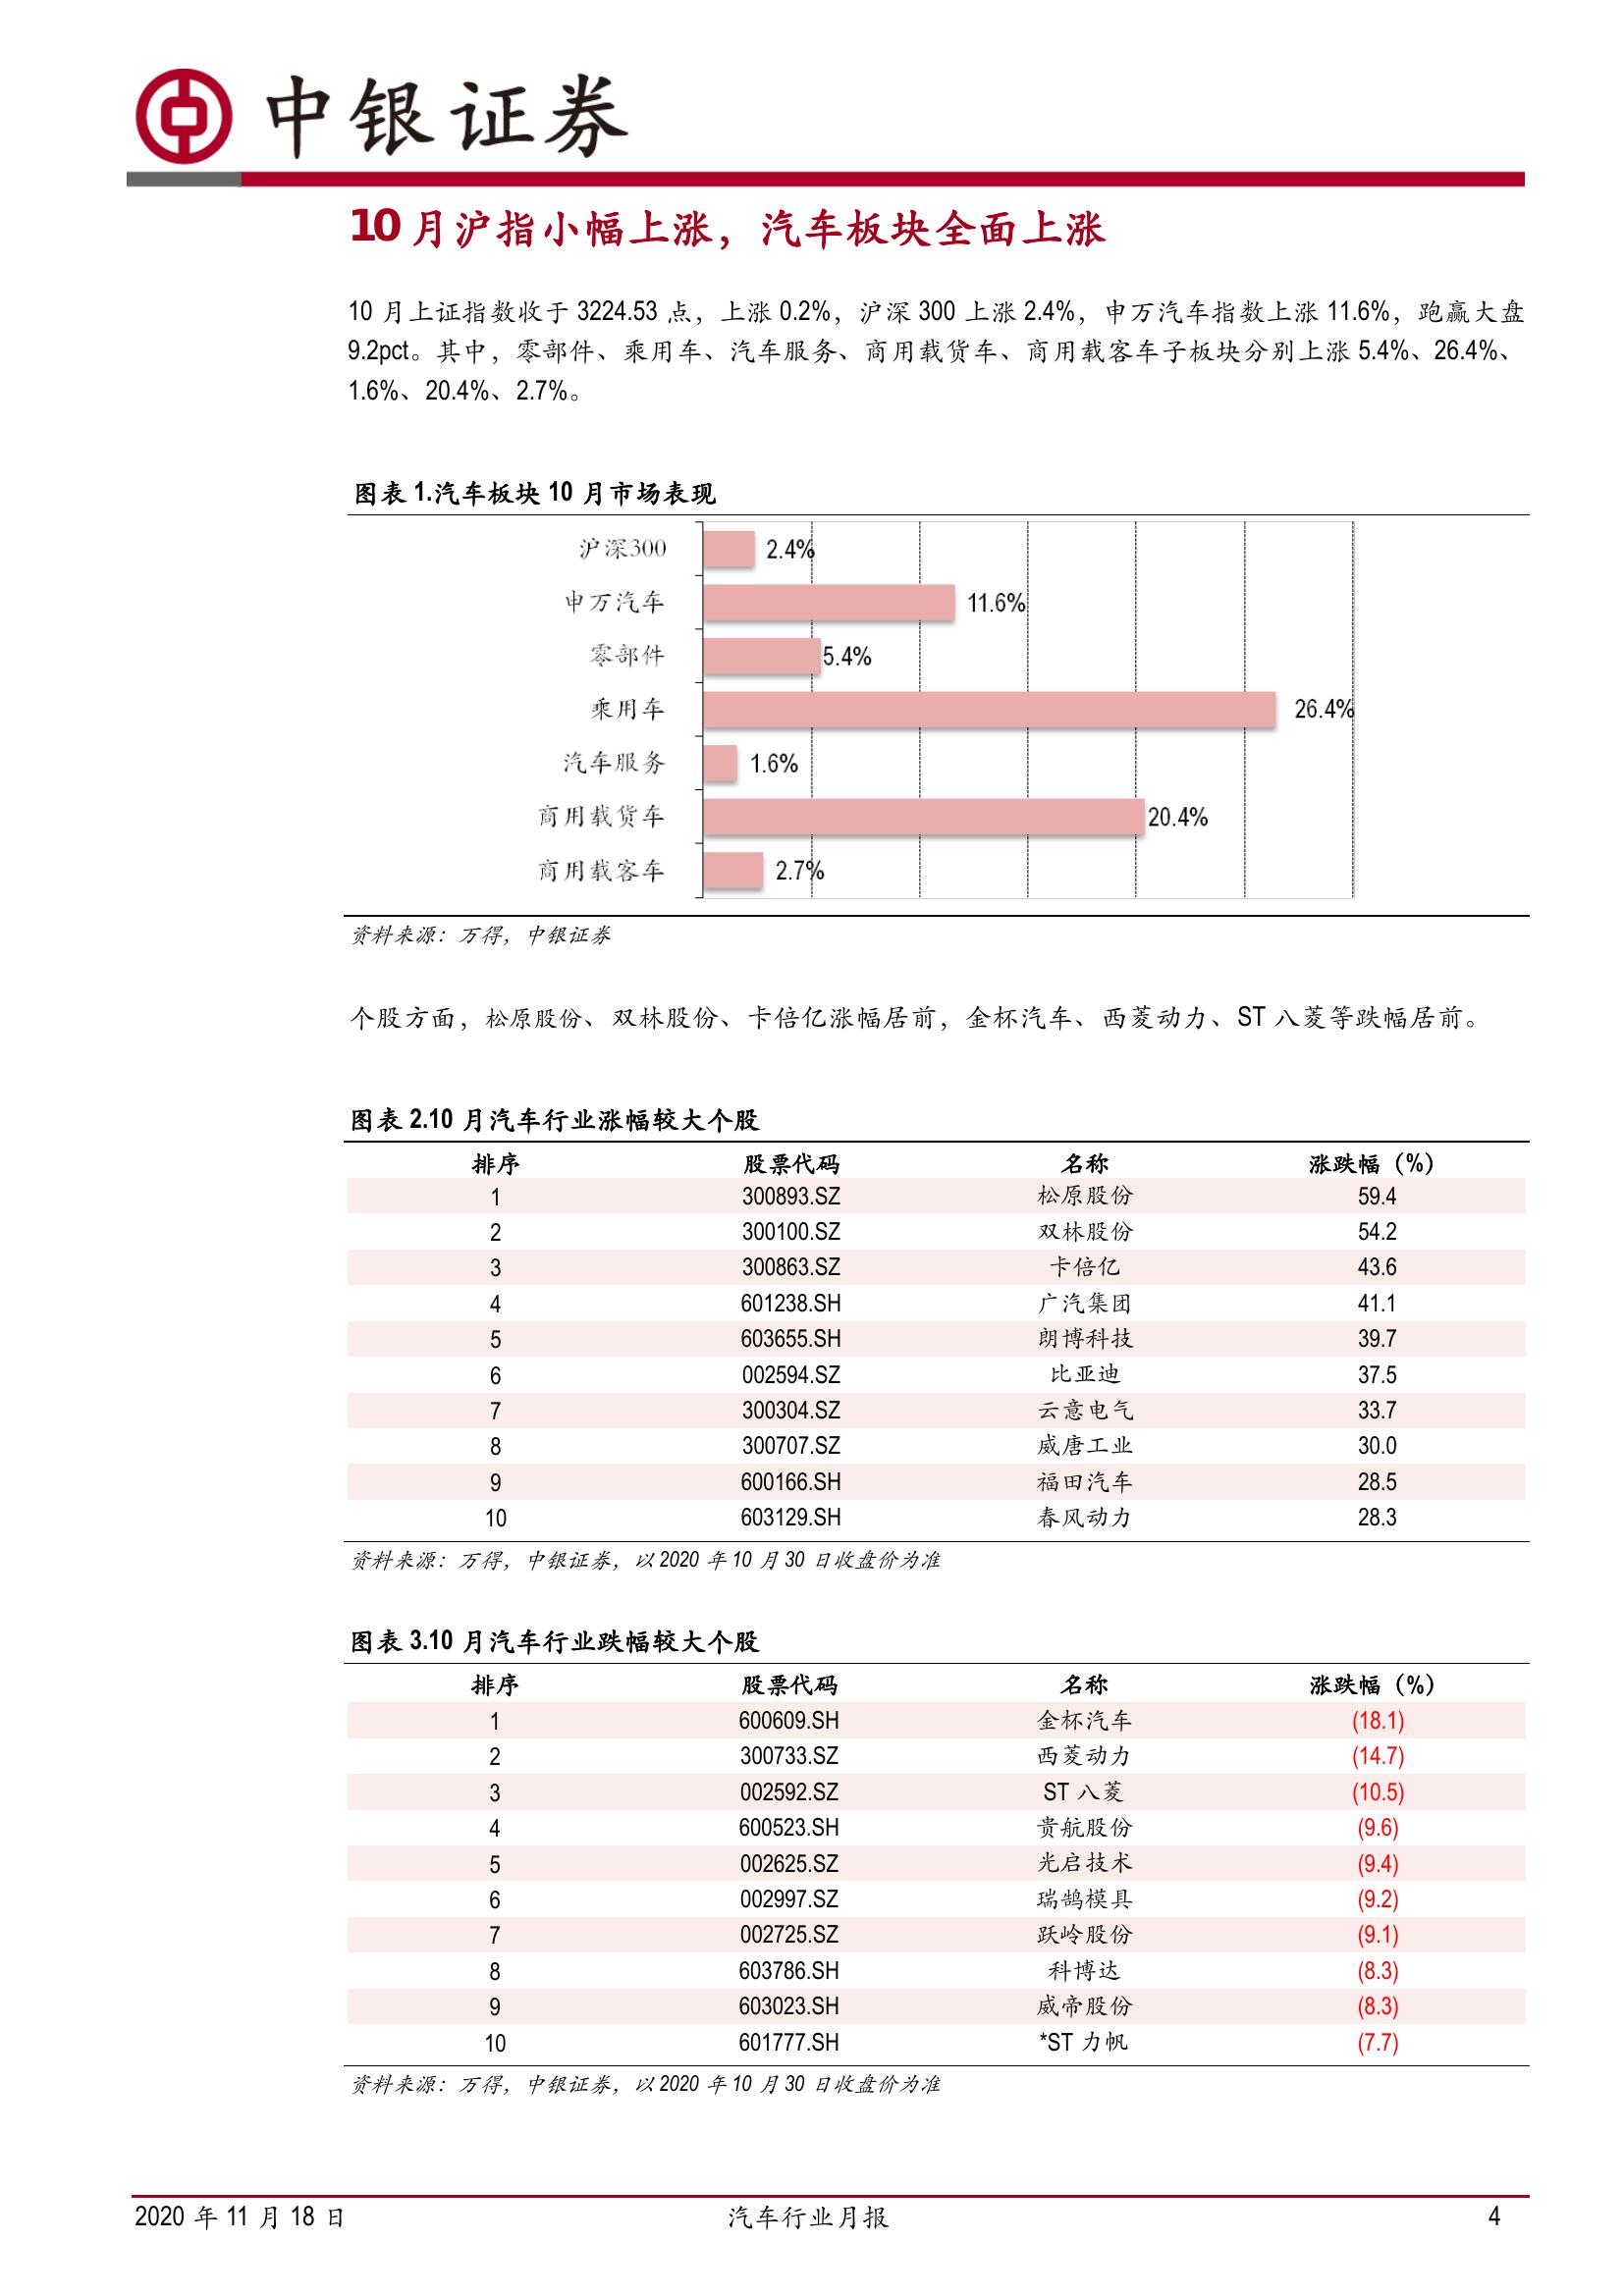 中银证券
10 月沪指小幅上涨，汽车板块全面上涨
10 月上证指数收于 3224.53 点，上涨 0.2%，沪深 300 上涨 2.4%，申万汽车指数上涨 11.6%，跑赢大盘
9.2pct。其中，零部件、乘用车、汽车服务、商用载货车、商用载客车子板块分别上涨 5.4%、26.4%、
1.6%、20.4%、2.7%。
图表 1.汽车板块 10 月市场表现
沪深300 2.4%
申万汽车 11.6%
零部件 5.4%
乘用车 26.4%
汽车服务 1.6%
商用载货车 20.4%
商用载客车 2.7%
资料来源：万得，中银证券
个股方面，松原股份、双林股份、卡倍亿涨幅居前，金杯汽车、西菱动力、ST 八菱等跌幅居前。
图表 2.10 月汽车行业涨幅较大个股
排序 股票代码 名称 涨跌幅（%）
1 300893.SZ 松原股份 59.4
2 300100.SZ 双林股份 54.2
3 300863.SZ 卡倍亿 43.6
4 601238.SH 广汽集团 41.1
5 603655.SH 朗博科技 39.7
6 002594.SZ 比亚迪 37.5
7 300304.SZ 云意电气 33.7
8 300707.SZ 威唐工业 30.0
9 600166.SH 福田汽车 28.5
10 603129.SH 春风动力 28.3
资料来源：万得，中银证券，以 2020 年 10 月 30 日收盘价为准
图表 3.10 月汽车行业跌幅较大个股
排序 股票代码 名称 涨跌幅（%）
1 600609.SH 金杯汽车 (18.1)
2 300733.SZ 西菱动力 (14.7)
3 002592.SZ ST 八菱 (10.5)
4 600523.SH 贵航股份 (9.6)
5 002625.SZ 光启技术 (9.4)
6 002997.SZ 瑞鹄模具 (9.2)
7 002725.SZ 跃岭股份 (9.1)
8 603786.SH 科博达 (8.3)
9 603023.SH 威帝股份 (8.3)
10 601777.SH *ST 力帆 (7.7)
资料来源：万得，中银证券，以 2020 年 10 月 30 日收盘价为准
2020 年 11 月 18 日 汽车行业月报 4